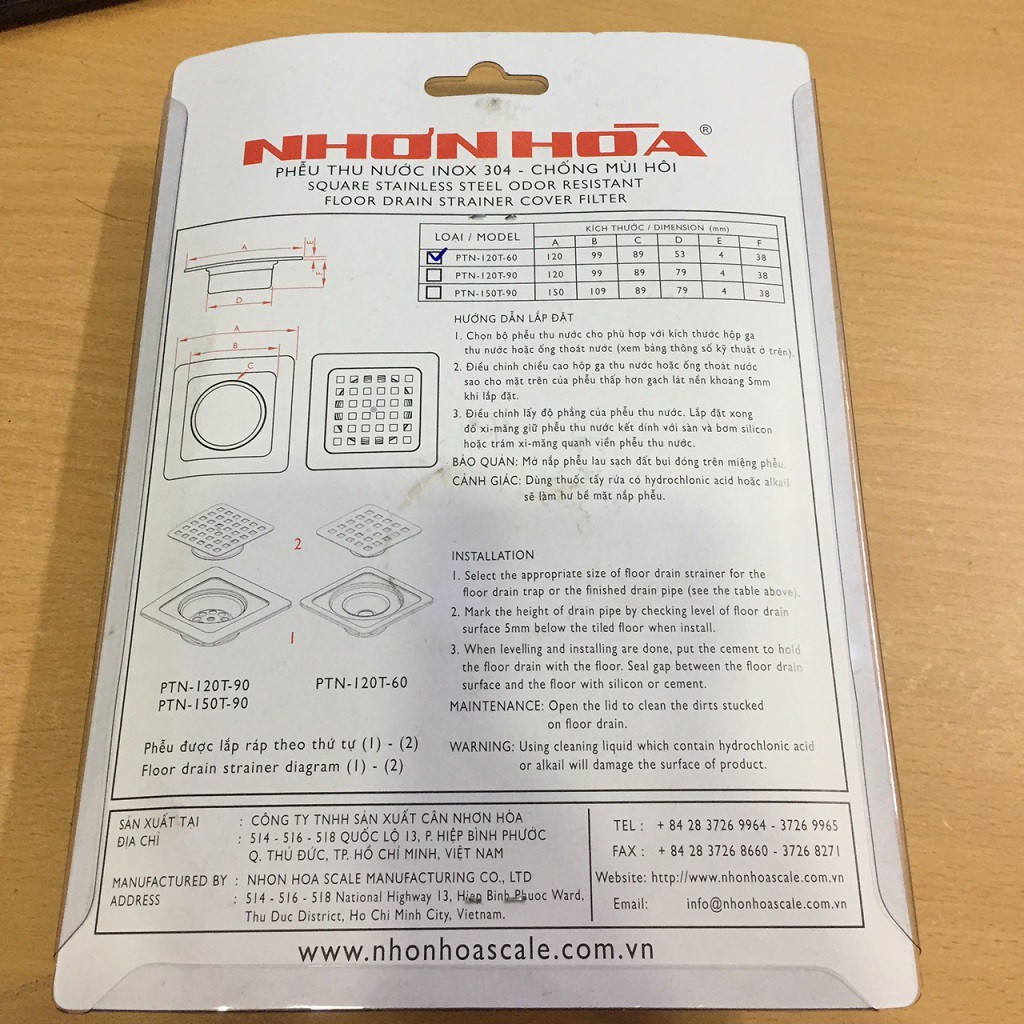 NHƠN HÒA ®
PHỄU THU NƯỚC INOX 304 - CHỐNG MÙI HÔI
SQUARE STAINLESS STEEL ODOR RESISTANT
FLOOR DRAIN STRAINER COVER FILTER
LOẠI / MODEL KÍCH THƯỚC / DIMENSION (mm)
A B C D E F
PTN-120T-60 120 99 89 53 4 38
PTN-120T-90 120 99 89 79 4 38
PTN-150T-90 150 109 89 79 4 38
A
E
F
D
A
B
C
HƯỚNG DẪN LẮP ĐẶT
1. Chọn bộ phễu thu nước cho phù hợp với kích thước hộp ga
thu nước hoặc ống thoát nước (xem bảng thông số kỹ thuật ở trên).
2. Điều chỉnh chiều cao hộp ga thu nước hoặc ống thoát nước
sao cho mặt trên của phễu thấp hơn gạch lát nền khoảng 5mm
khi lắp đặt.
3. Điều chỉnh lấy độ phẳng của phễu thu nước. Lắp đặt xong
đổ xi-măng giữ phễu thu nước kết dính với sàn và bơm silicon
hoặc trám xi-măng quanh viền phễu thu nước.
BẢO QUẢN: Mở nắp phễu lau sạch đất bụi đóng trên miệng phễu.
CẢNH GIÁC: Dùng thuốc tẩy rửa có hydrochlonic acid hoặc alkail
sẽ làm hư bề mặt nắp phễu.
2
1
PTN-120T-90
PTN-150T-90
PTN-120T-60
Phễu được lắp ráp theo thứ tự (1) - (2)
Floor drain strainer diagram (1) - (2)
INSTALLATION
1. Select the appropriate size of floor drain strainer for the
floor drain trap or the finished drain pipe (see the table above).
2. Mark the height of drain pipe by checking level of floor drain
surface 5mm below the tiled floor when install.
3. When levelling and installing are done, put the cement to hold
the floor drain with the floor. Seal gap between the floor drain
surface and the floor with silicon or cement.
MAINTENANCE: Open the lid to clean the dirts stucked
on floor drain.
WARNING: Using cleaning liquid which contain hydrochlonic acid
or alkail will damage the surface of product.
SẢN XUẤT TẠI : CÔNG TY TNHH SẢN XUẤT CÂN NHƠN HÒA
ĐỊA CHỈ : 514 - 516 - 518 QUỐC LỘ 13, P. HIỆP BÌNH PHƯỚC
Q. THỦ ĐỨC, TP. HỒ CHÍ MINH, VIỆT NAM
MANUFACTURED BY : NHON HOA SCALE MANUFACTURING CO., LTD
ADDRESS : 514 - 516 - 518 National Highway 13, Hiep Binh Phuoc Ward,
Thu Duc District, Ho Chi Minh City, Vietnam.
TEL : + 84 28 3726 9964 - 3726 9965
FAX : + 84 28 3726 8660 - 3726 8271
Website: http://www.nhonhoascale.com.vn
Email: info@nhonhoascale.com.vn
www.nhonhoascale.com.vn